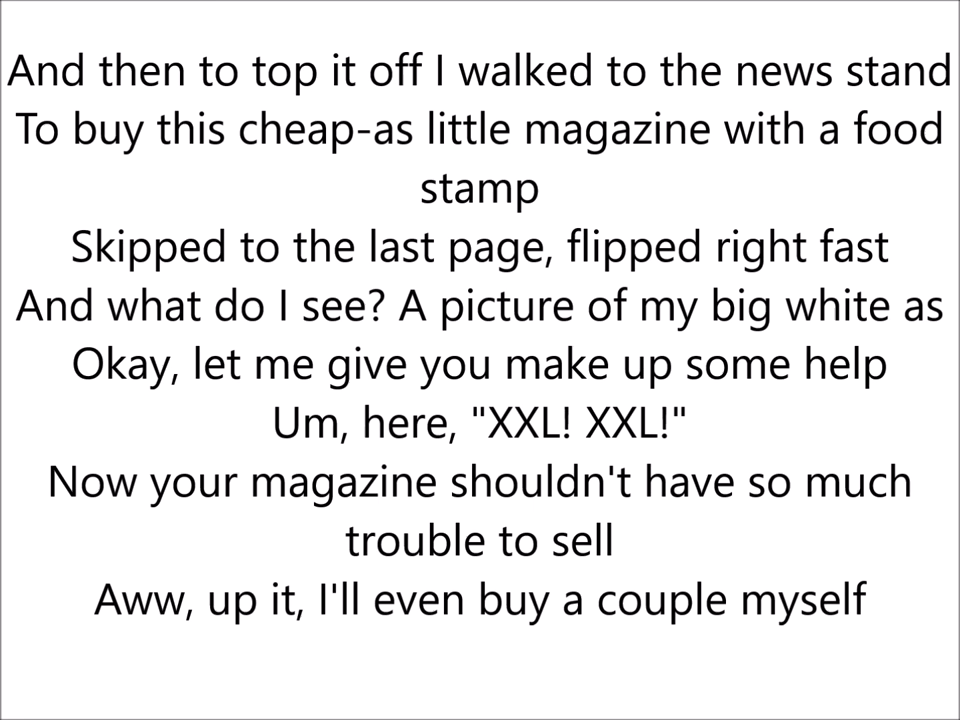 And then to top it off I walked to the news stand
To buy this cheap-as little magazine with a food
stamp
Skipped to the last page, flipped right fast
And what do I see? A picture of my big white as
Okay, let me give you make up some help
Um, here, "XXL! XXL!"
Now your magazine shouldn't have so much
trouble to sell
Aww, up it, I'll even buy a couple myself